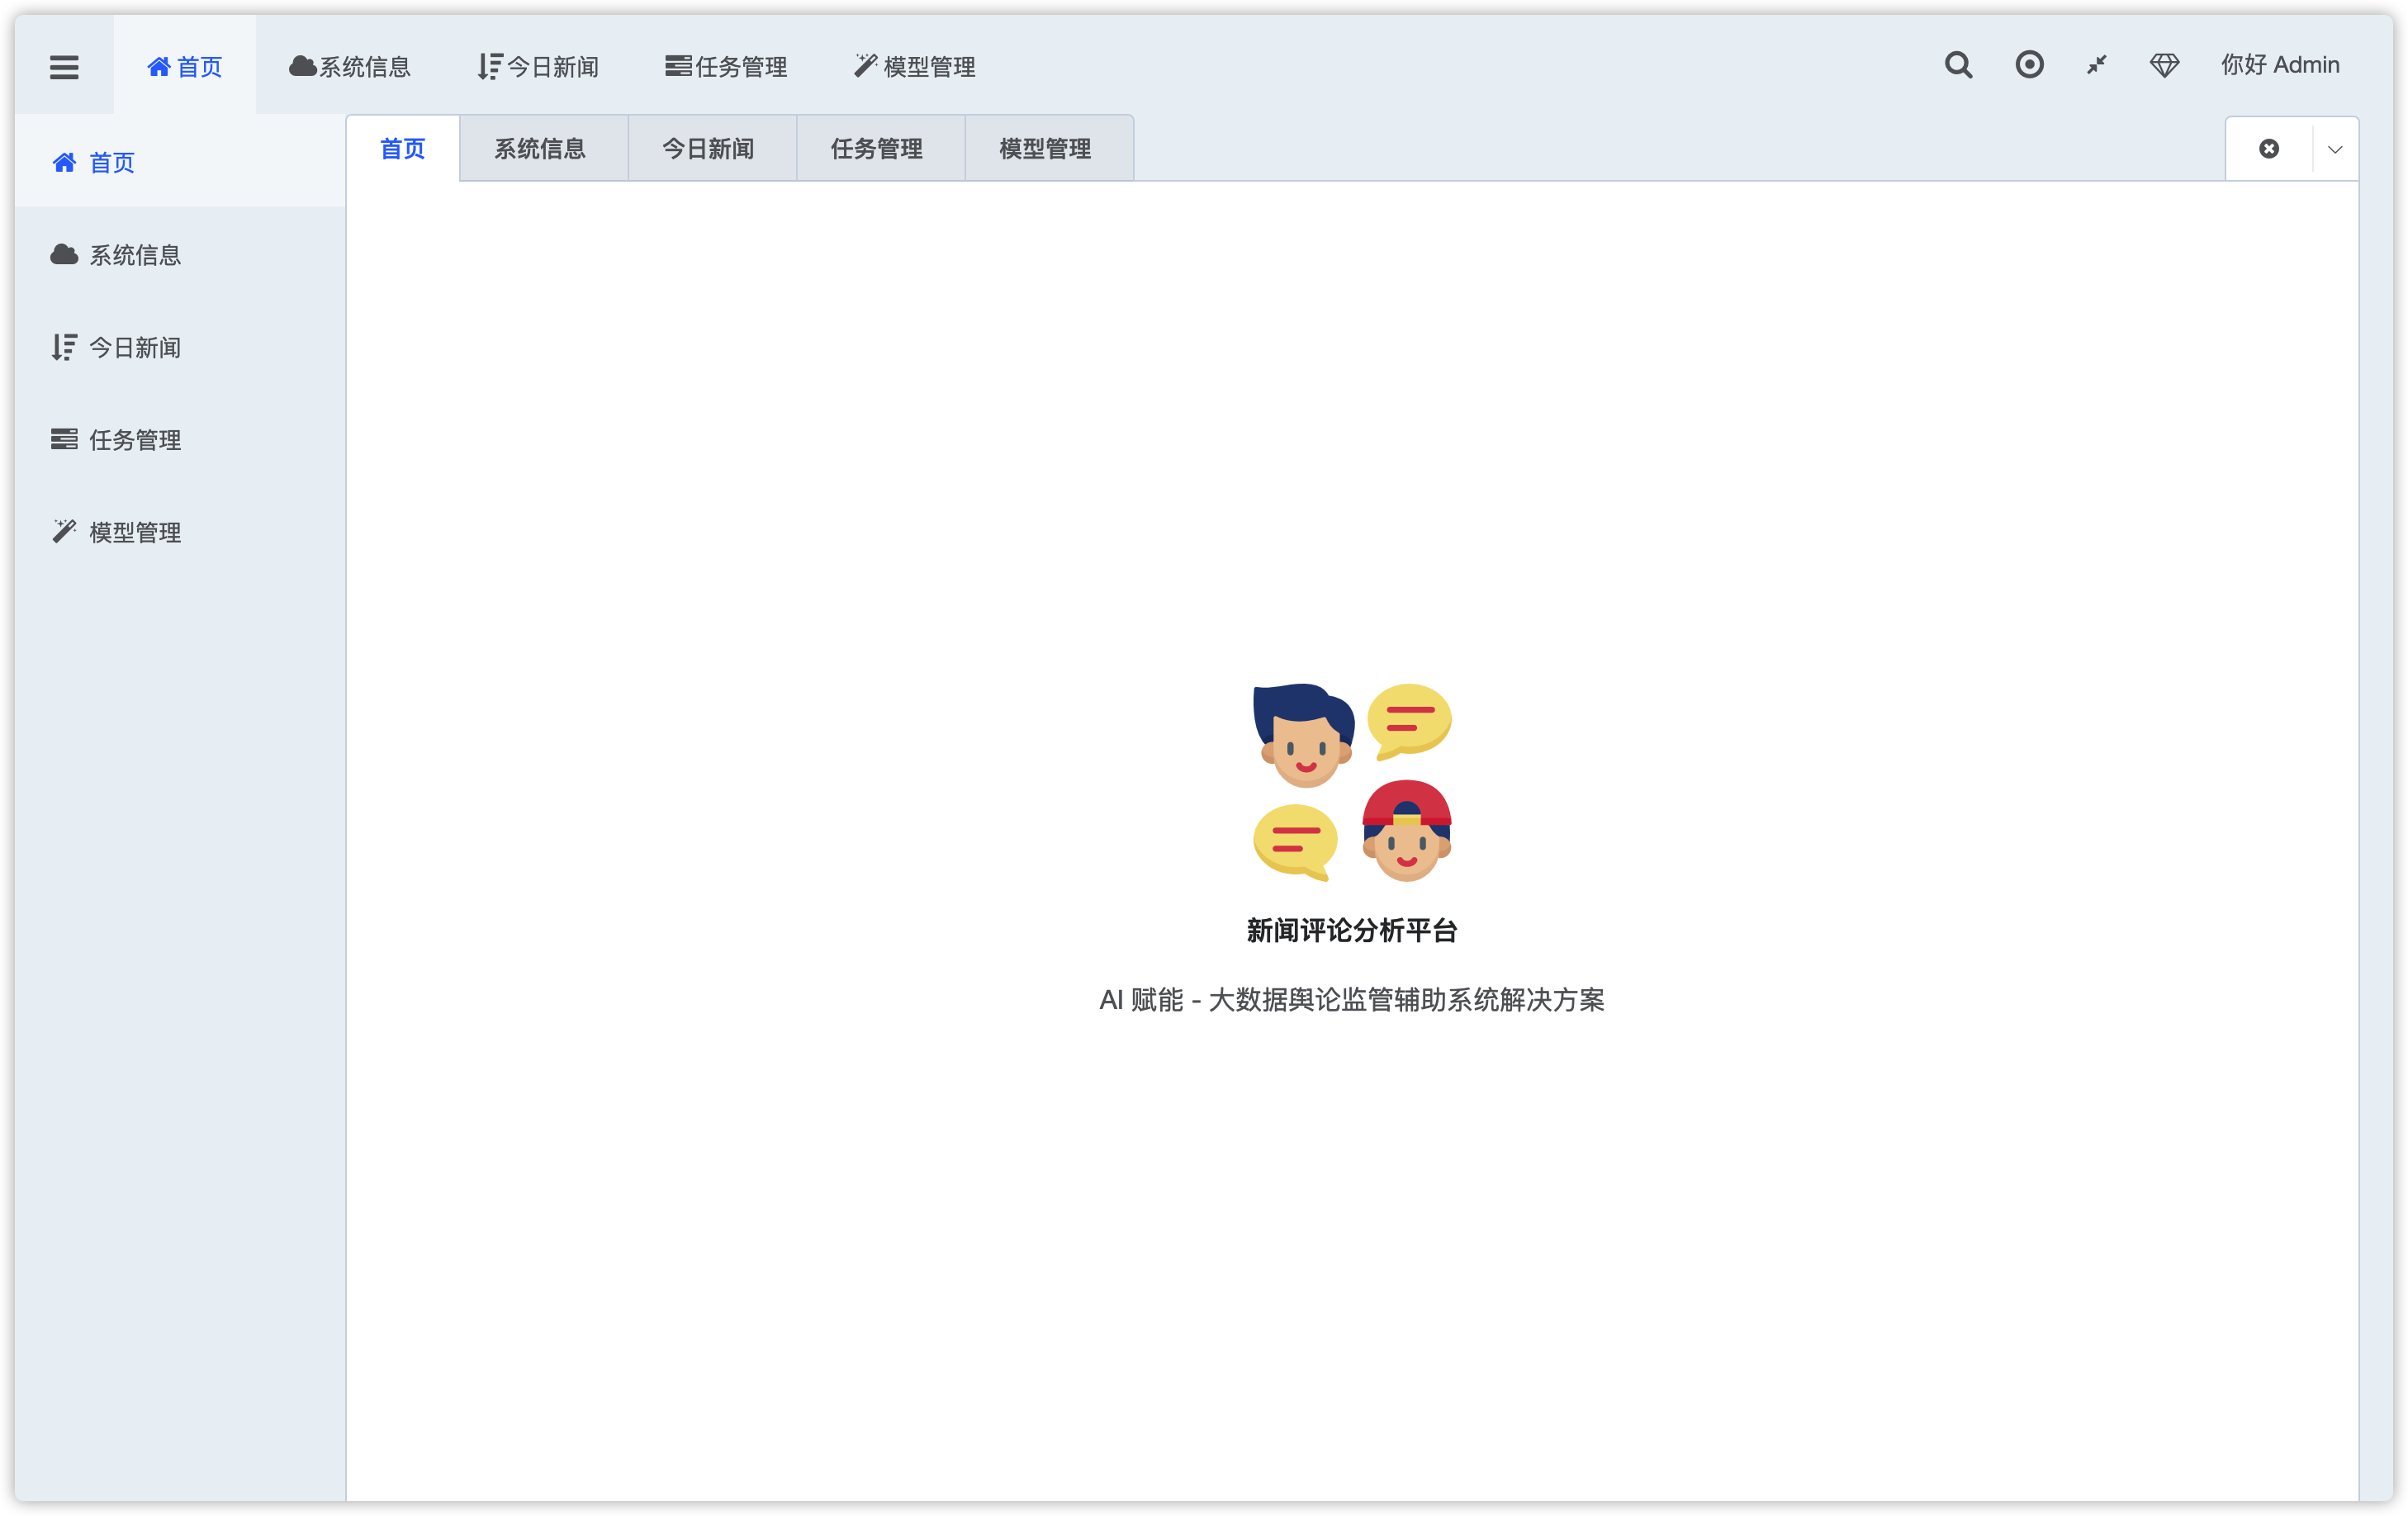 首页 系统信息 今日新闻 任务管理 模型管理 你好 Admin
首页 系统信息 今日新闻 任务管理 模型管理
首页
系统信息
今日新闻
任务管理
模型管理
新闻评论分析平台
AI 赋能 - 大数据舆论监管辅助系统解决方案